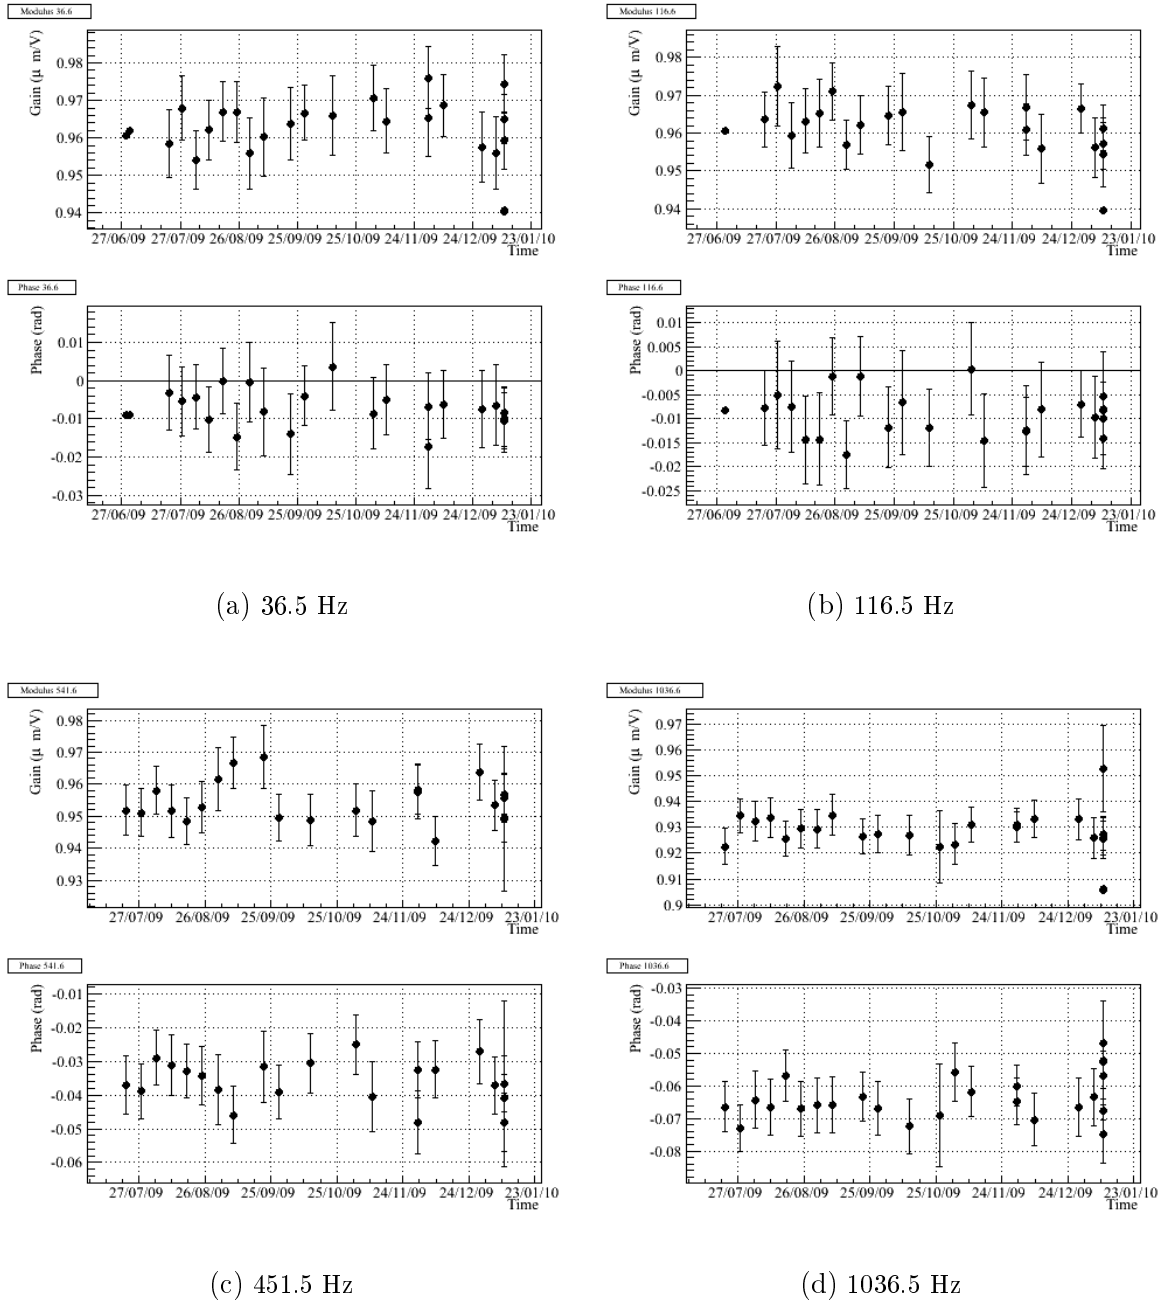 Modulus 36.6
Gain (μ m/V)
0.98
0.97
0.96
0.95
0.94
27/06/09 27/07/09 26/08/09 25/09/09 25/10/09 24/11/09 24/12/09 23/01/10
Time
Phase 36.6
Phase (rad)
0.01
0
-0.01
-0.02
-0.03
27/06/09 27/07/09 26/08/09 25/09/09 25/10/09 24/11/09 24/12/09 23/01/10
Time
(a) 36.5 Hz
Modulus 116.6
Gain (μ m/V)
0.98
0.97
0.96
0.95
0.94
27/06/09 27/07/09 26/08/09 25/09/09 25/10/09 24/11/09 24/12/09 23/01/10
Time
Phase 116.6
Phase (rad)
0.01
0.005
0
-0.005
-0.01
-0.015
-0.02
-0.025
27/06/09 27/07/09 26/08/09 25/09/09 25/10/09 24/11/09 24/12/09 23/01/10
Time
(b) 116.5 Hz
Modulus 541.6
Gain (μ m/V)
0.98
0.97
0.96
0.95
0.94
0.93
27/07/09 26/08/09 25/09/09 25/10/09 24/11/09 24/12/09 23/01/10
Time
Phase 541.6
Phase (rad)
-0.01
-0.02
-0.03
-0.04
-0.05
-0.06
27/07/09 26/08/09 25/09/09 25/10/09 24/11/09 24/12/09 23/01/10
Time
(c) 451.5 Hz
Modulus 1036.6
Gain (μ m/V)
0.97
0.96
0.95
0.94
0.93
0.92
0.91
0.9
27/07/09 26/08/09 25/09/09 25/10/09 24/11/09 24/12/09 23/01/10
Time
Phase 1036.6
Phase (rad)
-0.03
-0.04
-0.05
-0.06
-0.07
-0.08
27/07/09 26/08/09 25/09/09 25/10/09 24/11/09 24/12/09 23/01/10
Time
(d) 1036.5 Hz